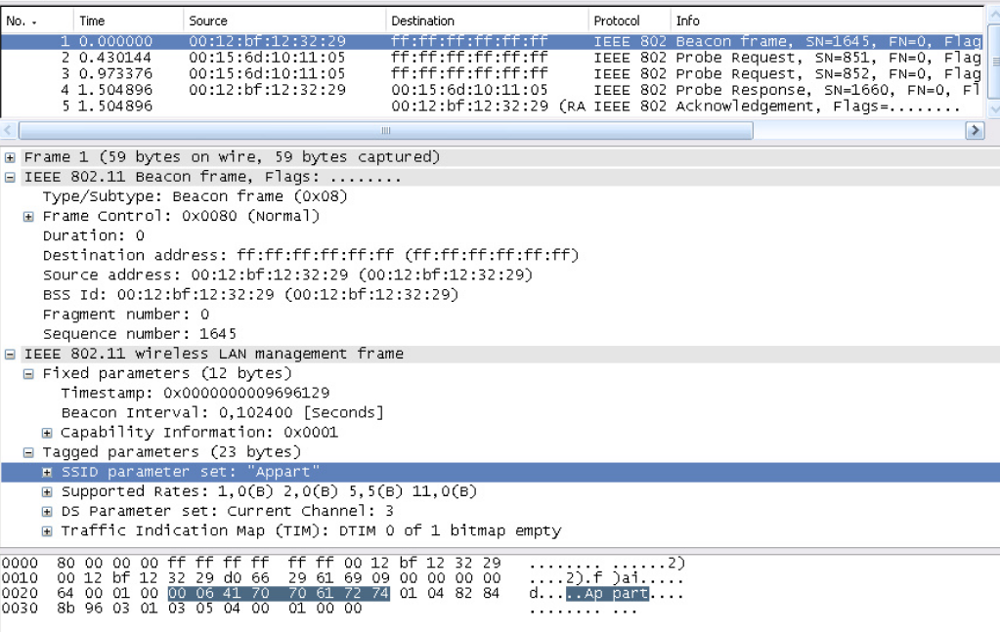 No. - Time Source Destination Protocol Info
1 0.000000 00:12:bf:12:32:29 ff:ff:ff:ff:ff:ff IEEE 802 Beacon frame, SN=1645, FN=0, Flag
2 0.430144 00:15:6d:10:11:05 ff:ff:ff:ff:ff:ff IEEE 802 Probe Request, SN=851, FN=0, Flag
3 0.973376 00:15:6d:10:11:05 ff:ff:ff:ff:ff:ff IEEE 802 Probe Request, SN=852, FN=0, Flag
4 1.504896 00:12:bf:12:32:29 00:15:6d:10:11:05 IEEE 802 Probe Response, SN=1660, FN=0, Fl
5 1.504896 00:12:bf:12:32:29 (RA IEEE 802 Acknowledgement, Flags=........
Frame 1 (59 bytes on wire, 59 bytes captured)
IEEE 802.11 Beacon frame, Flags: ........
Type/Subtype: Beacon frame (0x08)
Frame Control: 0x0080 (Normal)
Duration: 0
Destination address: ff:ff:ff:ff:ff:ff (ff:ff:ff:ff:ff:ff)
Source address: 00:12:bf:12:32:29 (00:12:bf:12:32:29)
BSS Id: 00:12:bf:12:32:29 (00:12:bf:12:32:29)
Fragment number: 0
Sequence number: 1645
IEEE 802.11 wireless LAN management frame
Fixed parameters (12 bytes)
Timestamp: 0x0000000009696129
Beacon Interval: 0,102400 [Seconds]
Capability Information: 0x0001
Tagged parameters (23 bytes)
SSID parameter set: "Appart"
Supported Rates: 1,0(B) 2,0(B) 5,5(B) 11,0(B)
DS Parameter set: Current Channel: 3
Traffic Indication Map (TIM): DTIM 0 of 1 bitmap empty
0000 80 00 00 00 ff ff ff ff ff ff 00 12 bf 12 32 29 ........ ......2)
0010 00 12 bf 12 32 29 d0 66 29 61 69 09 00 00 00 00 ....2).f )ai.....
0020 64 00 01 00 00 06 41 70 70 61 72 74 01 04 82 84 d.....Ap part....
0030 8b 96 03 01 03 05 04 00 01 00 00 ........ ...